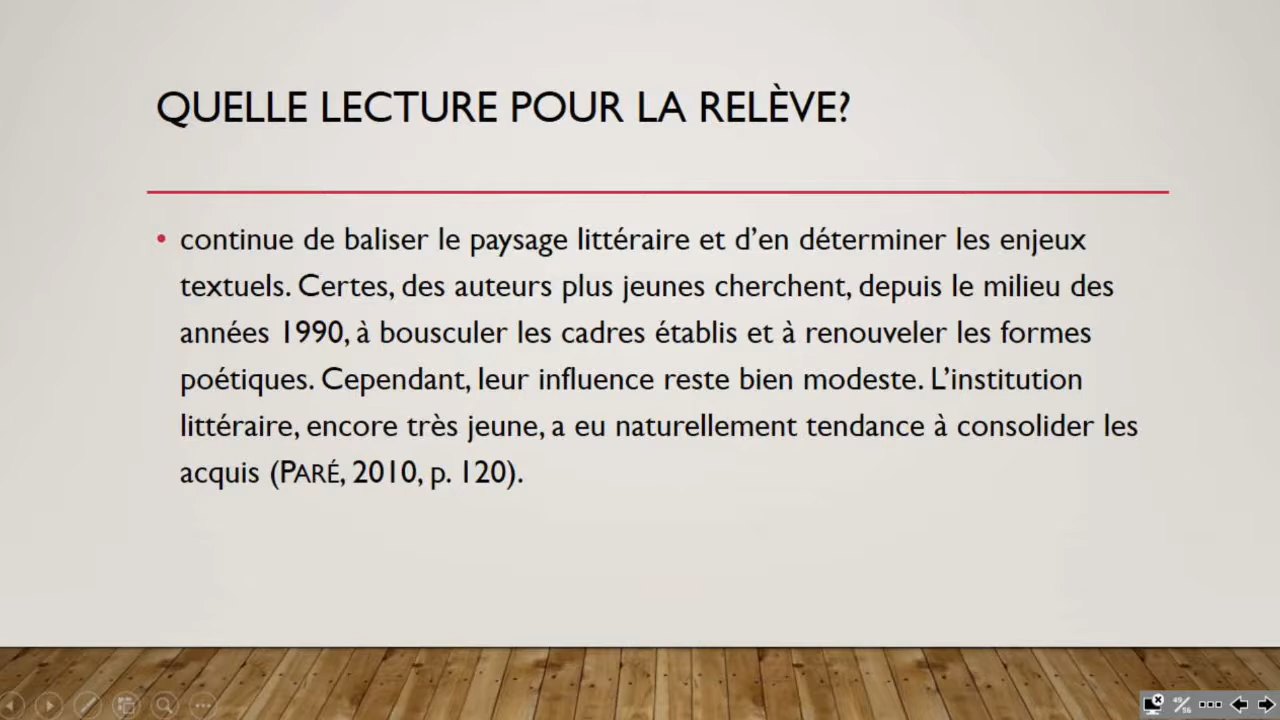 QUELLE LECTURE POUR LA RELÈVE?
• continue de baliser le paysage littéraire et d’en déterminer les enjeux
textuels. Certes, des auteurs plus jeunes cherchent, depuis le milieu des
années 1990, à bousculer les cadres établis et à renouveler les formes
poétiques. Cependant, leur influence reste bien modeste. L’institution
littéraire, encore très jeune, a eu naturellement tendance à consolider les
acquis (PARÉ, 2010, p. 120).
49/56